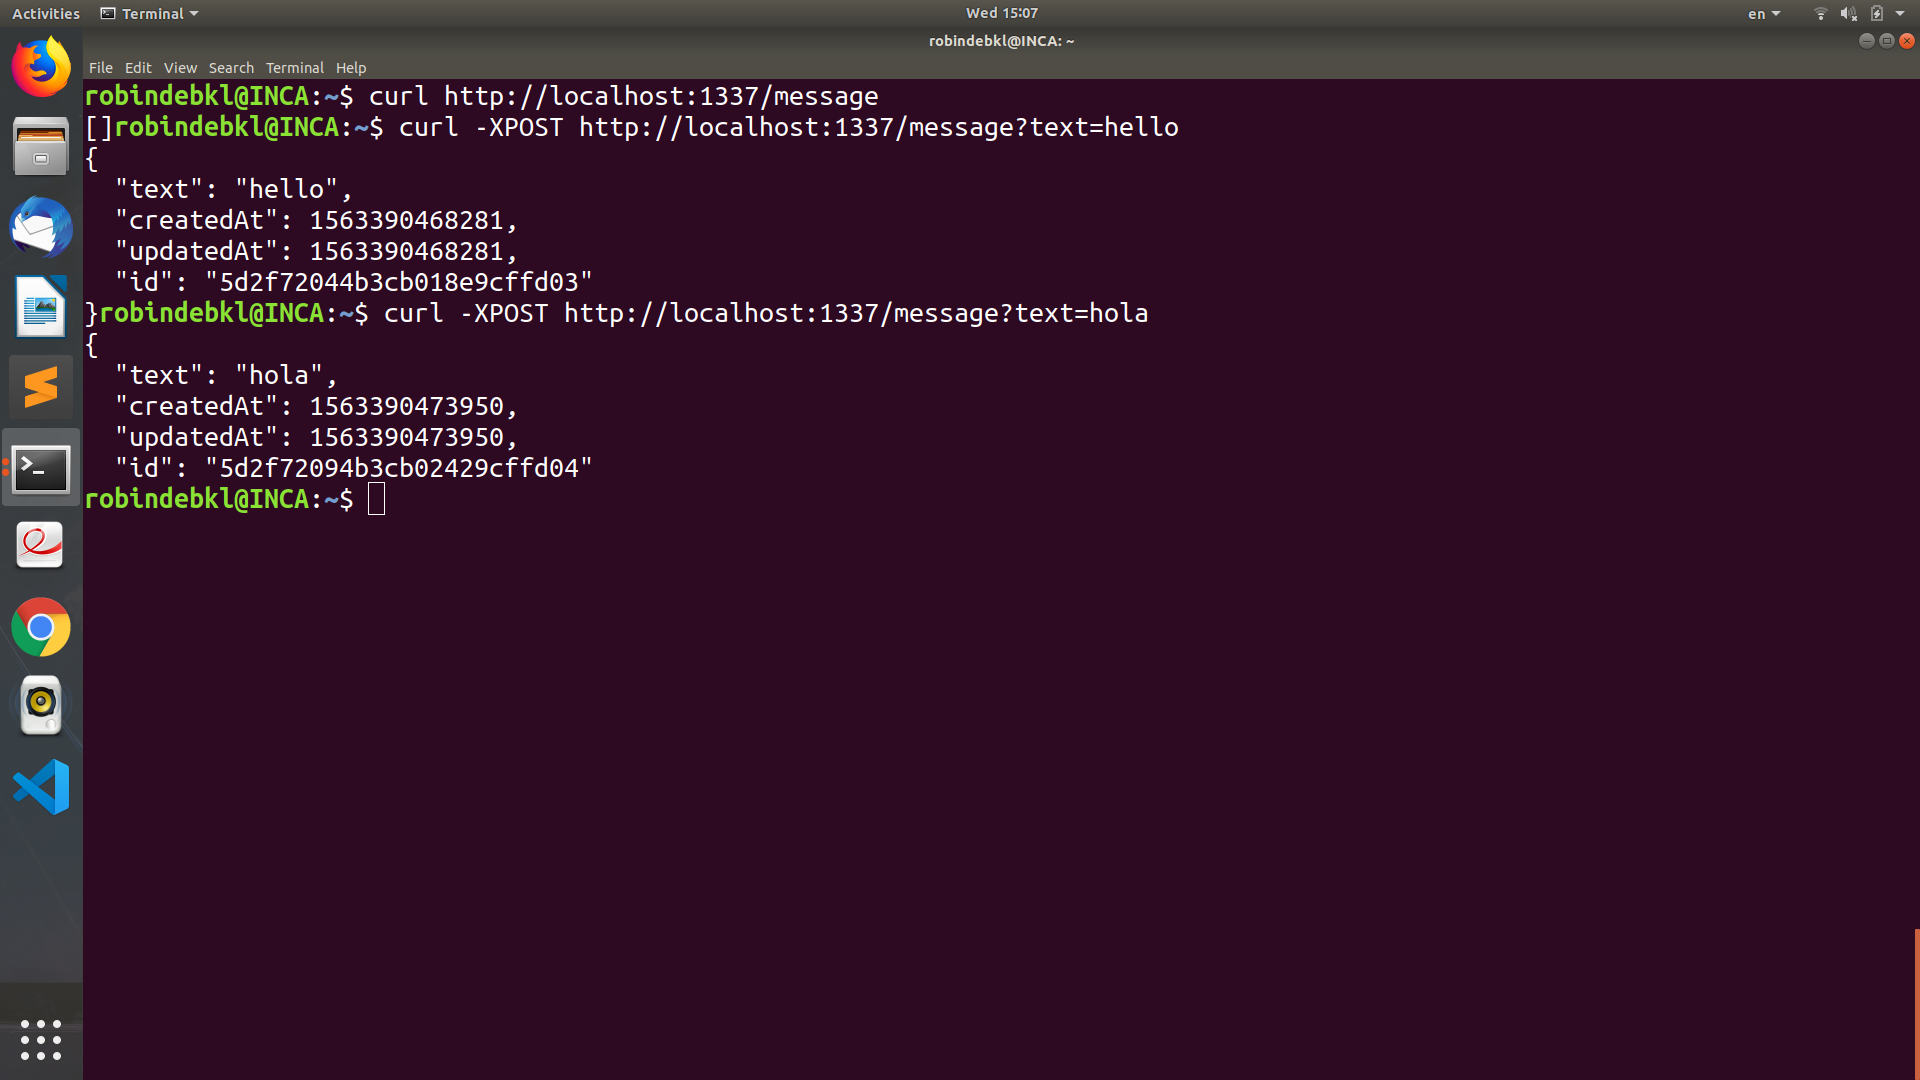 Activities Terminal Wed 15:07 en
robindebkl@INCA: ~
File Edit View Search Terminal Help
robindebkl@INCA:~$ curl http://localhost:1337/message
[]robindebkl@INCA:~$ curl -XPOST http://localhost:1337/message?text=hello
{
  "text": "hello",
  "createdAt": 1563390468281,
  "updatedAt": 1563390468281,
  "id": "5d2f72044b3cb018e9cffd03"
}robindebkl@INCA:~$ curl -XPOST http://localhost:1337/message?text=hola
{
  "text": "hola",
  "createdAt": 1563390473950,
  "updatedAt": 1563390473950,
  "id": "5d2f72094b3cb02429cffd04"
robindebkl@INCA:~$